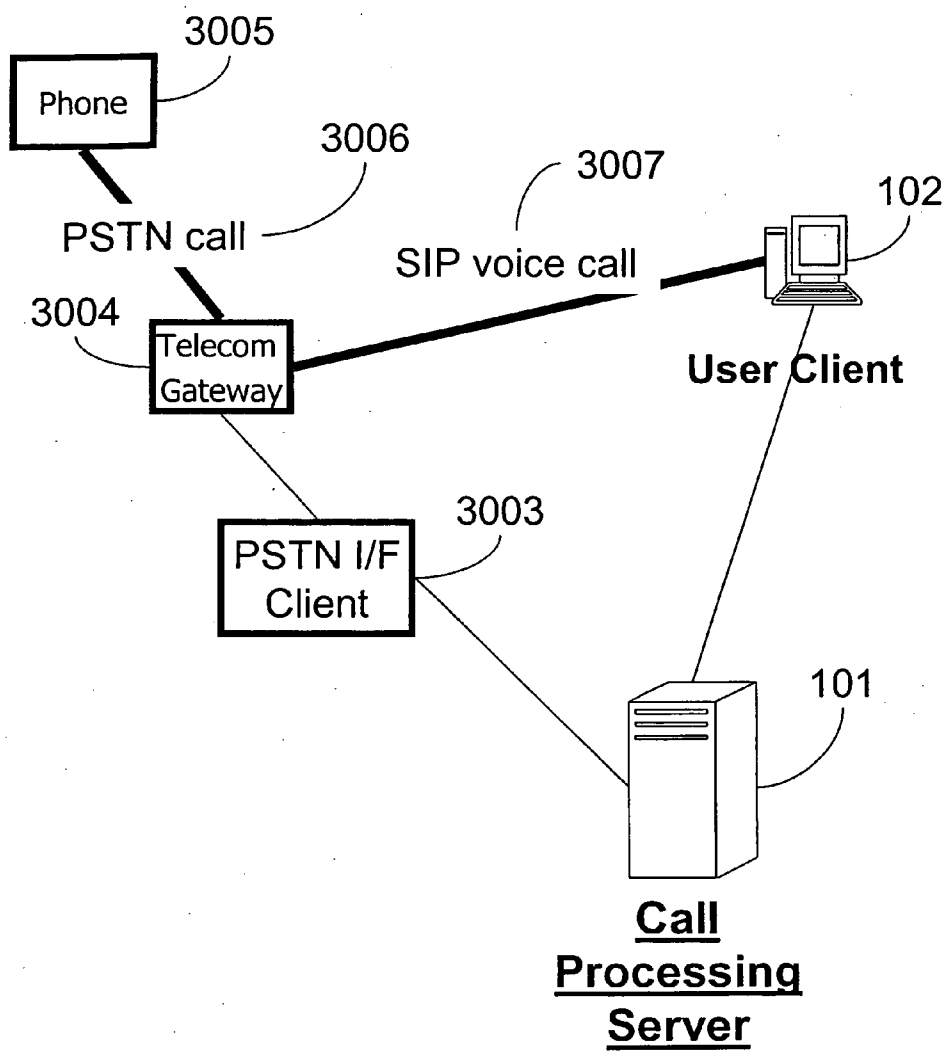 3005
Phone
3006
3007
102
PSTN call
SIP voice call
3004
Telecom
Gateway
User Client
3003
PSTN I/F
Client
101
Call
Processing
Server